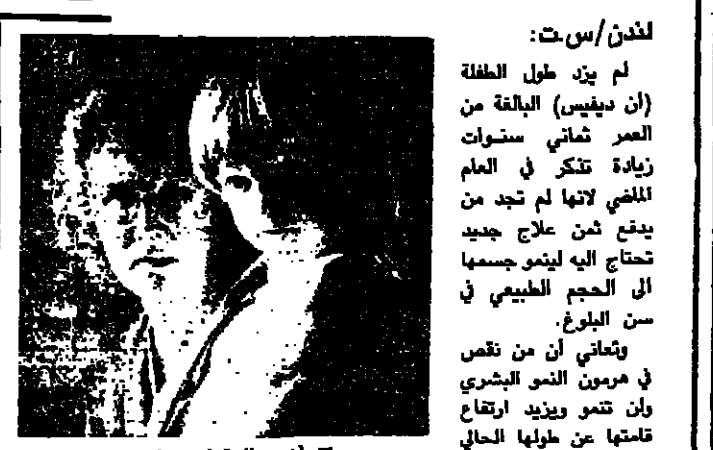 لندن/س.ت:
لم يزد طول الطفلة
(أن ديفيس) البالغة من
العمر ثماني سنوات
زيادة تذكر في العام
الماضي لانها لم تجد من
يدفع ثمن علاج جديد
تحتاج اليه لينمو جسمها
الى الحجم الطبيعي في
سن البلوغ.
وتعاني أن من نقص
في هرمون النمو البشري
ولن تنمو ويزيد ارتفاع
قامتها عن طولها الحالي